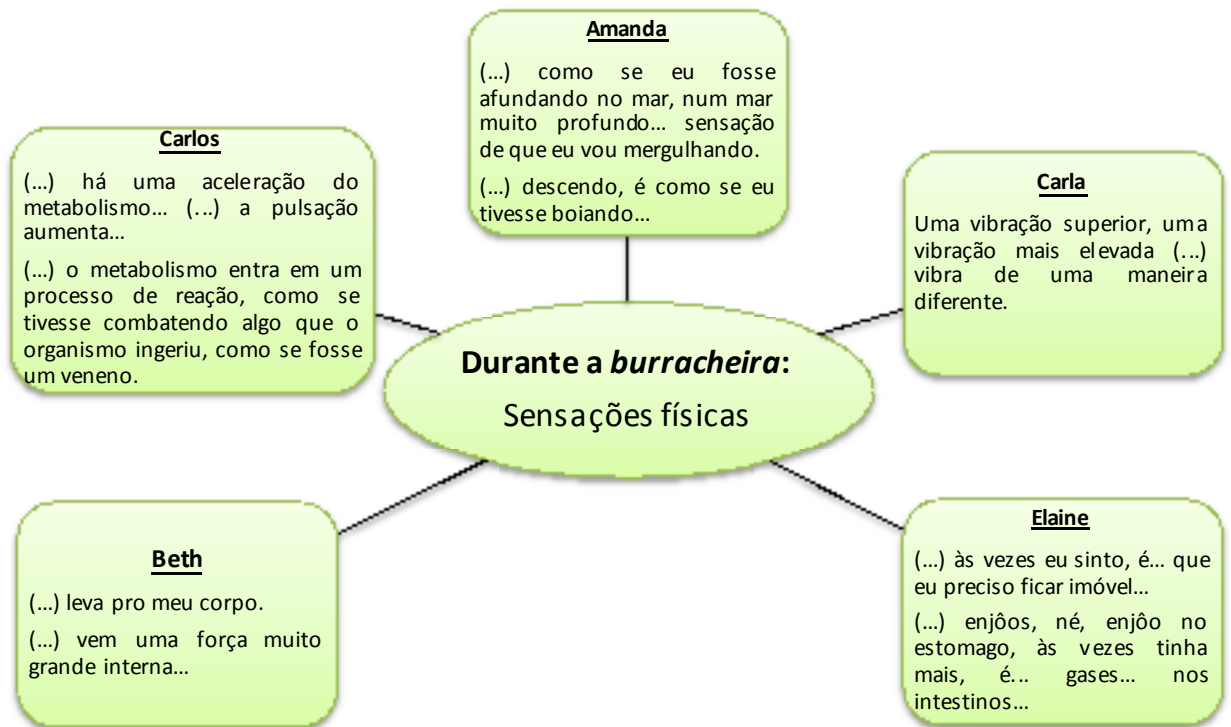 Amanda
(...) como se eu fosse
afundando no mar, num mar
muito profundo... sensação
de que eu vou mergulhando.
(...) descendo, é como se eu
tivesse boiando...
Carlos
(...) há uma aceleração do
metabolismo... (...) a pulsação
aumenta...
(...) o metabolismo entra em um
processo de reação, como se
tivesse combatendo algo que o
organismo ingeriu, como se fosse
um veneno.
Carla
Uma vibração superior, uma
vibração mais elevada (...)
vibra de uma maneira
diferente.
Durante a burracheira:
Sensações físicas
Beth
(...) leva pro meu corpo.
(...) vem uma força muito
grande interna...
Elaine
(...) às vezes eu sinto, é... que
eu preciso ficar imóvel...
(...) enjôos, né, enjôo no
estomago, às vezes tinha
mais, é... gases... nos
intestinos...